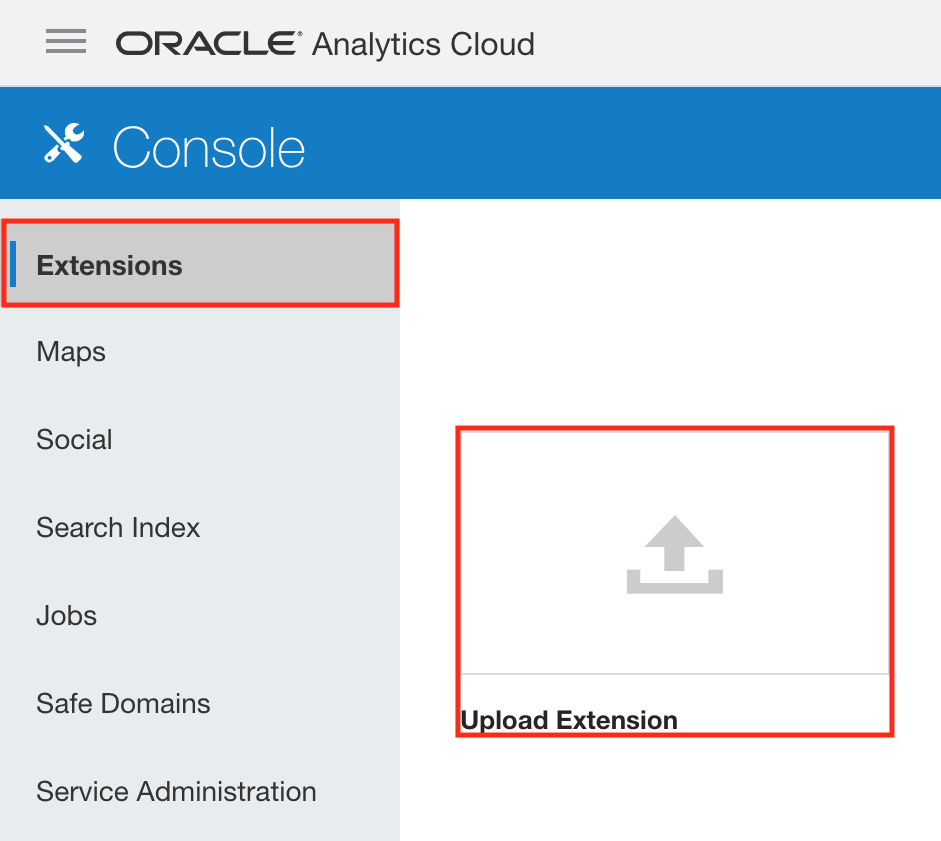 ORACLE® Analytics Cloud
Console
Extensions
Maps
Social
Search Index
Jobs
Safe Domains
Service Administration
Upload Extension